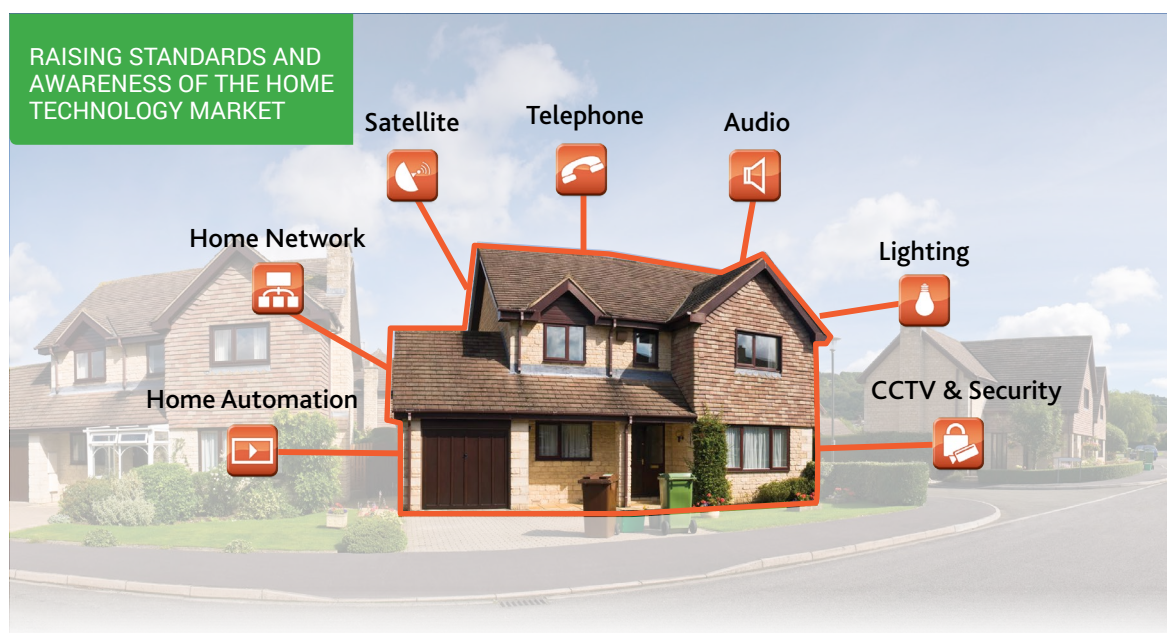 RAISING STANDARDS AND
AWARENESS OF THE HOME
TECHNOLOGY MARKET
Satellite
Telephone
Audio
Home Network
Lighting
Home Automation
CCTV & Security